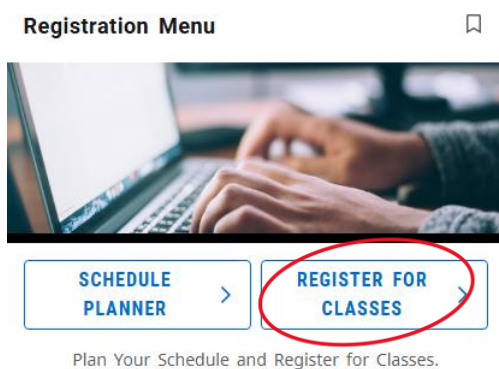 Registration Menu
SCHEDULE
PLANNER
REGISTER FOR
CLASSES
Plan Your Schedule and Register for Classes.